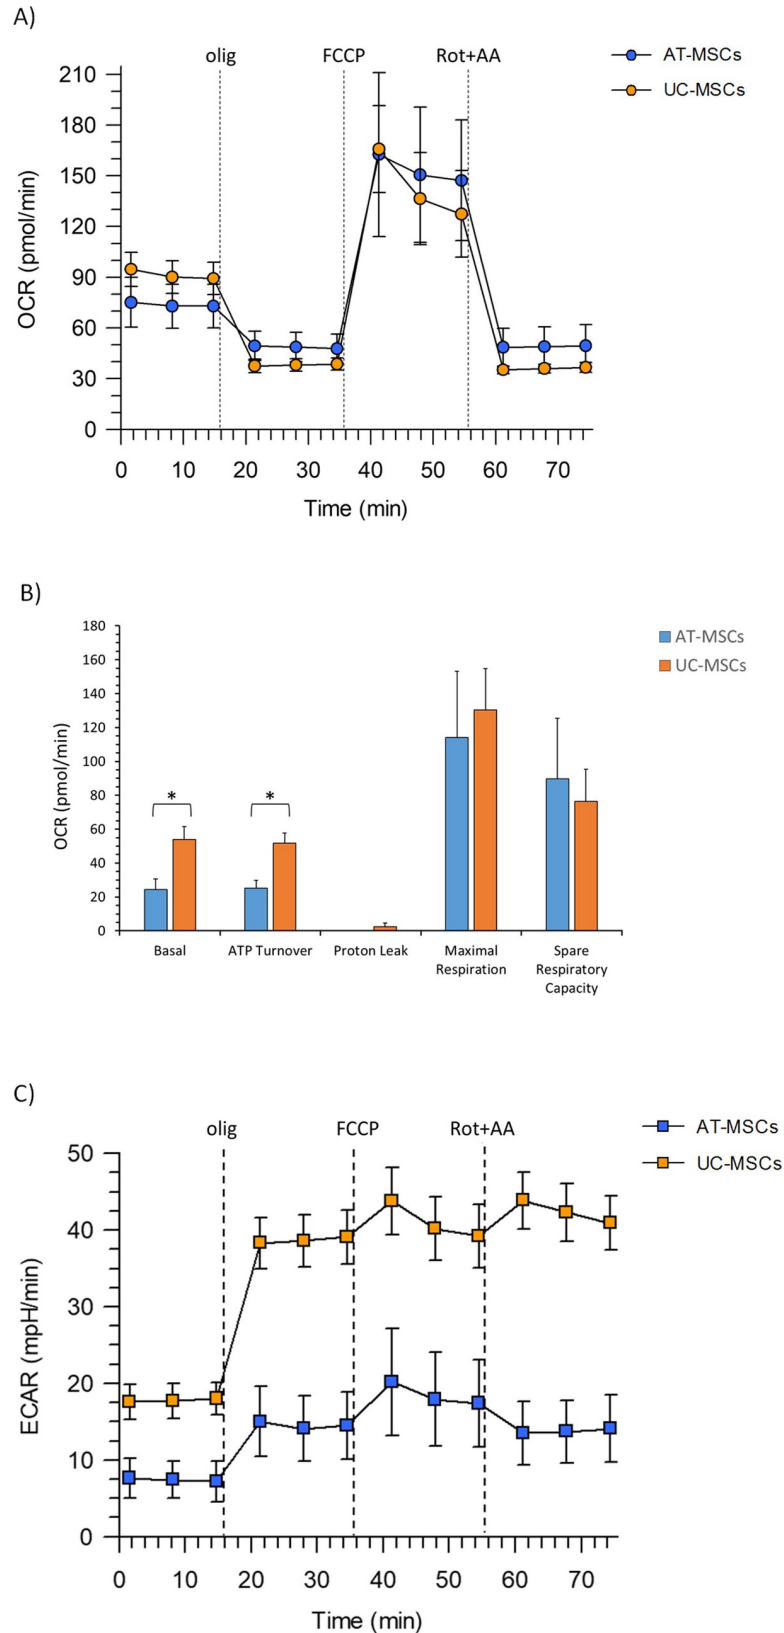 A)
olig FCCP Rot+AA
AT-MSCs
UC-MSCs
210
180
150
120
90
60
30
0
OCR (pmol/min)
0 10 20 30 40 50 60 70
Time (min)
B)
AT-MSCs
UC-MSCs
180
160
140
120
100
80
60
40
20
0
OCR (pmol/min)
* *
Basal ATP Turnover Proton Leak Maximal Spare
Respiration Respiratory
Capacity
C)
olig FCCP Rot+AA
AT-MSCs
UC-MSCs
50
40
30
20
10
0
ECAR (mpH/min)
0 10 20 30 40 50 60 70
Time (min)